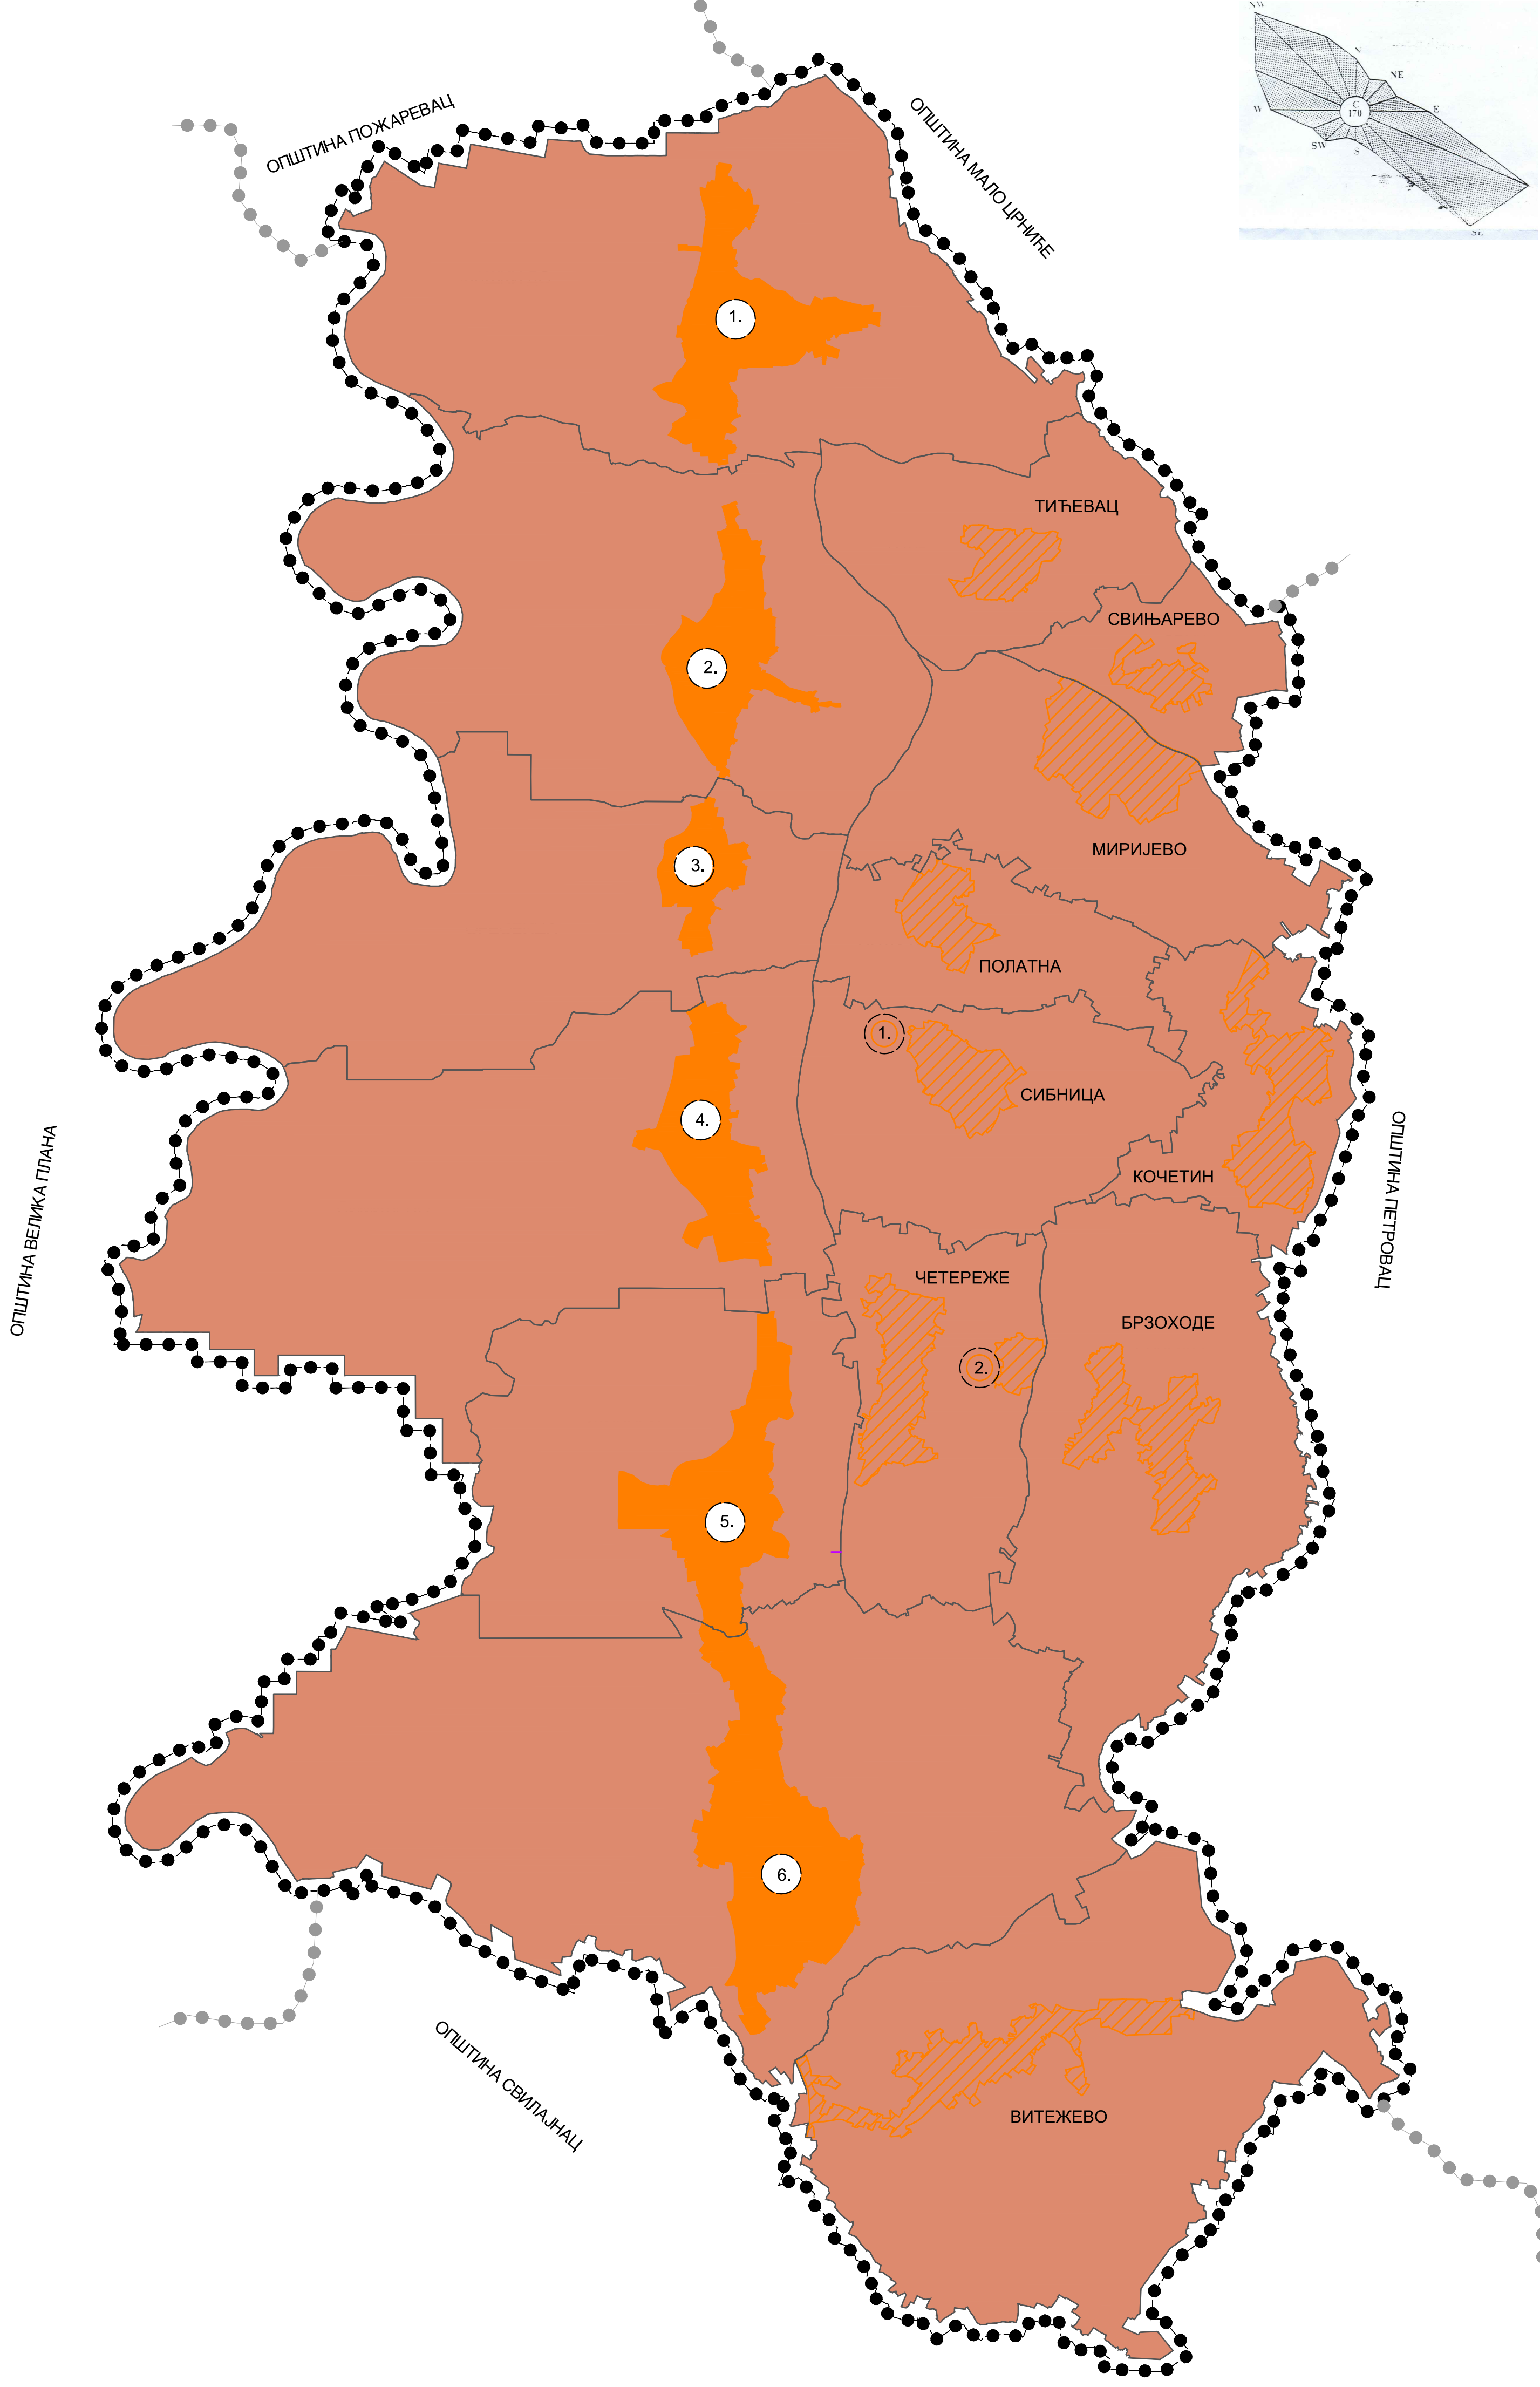 NW
N
NE
W
C
170
E
SW
S
SE
ОПШТИНА ПОЖАРЕВАЦ
ОПШТИНА МАЛО ЦРНИЋЕ
1.
ТИЋЕВАЦ
СВИЊАРЕВО
2.
МИРИЈЕВО
3.
ПОЛАТНА
1.
СИБНИЦА
4.
КОЧЕТИН
ОПШТИНА ВЕЛИКА ПЛАНА
ОПШТИНА ПЕТРОВАЦ
ЧЕТЕРЕЖЕ
БРЗОХОДЕ
2.
5.
6.
ОПШТИНА СВИЛАЈНАЦ
ВИТЕЖЕВО